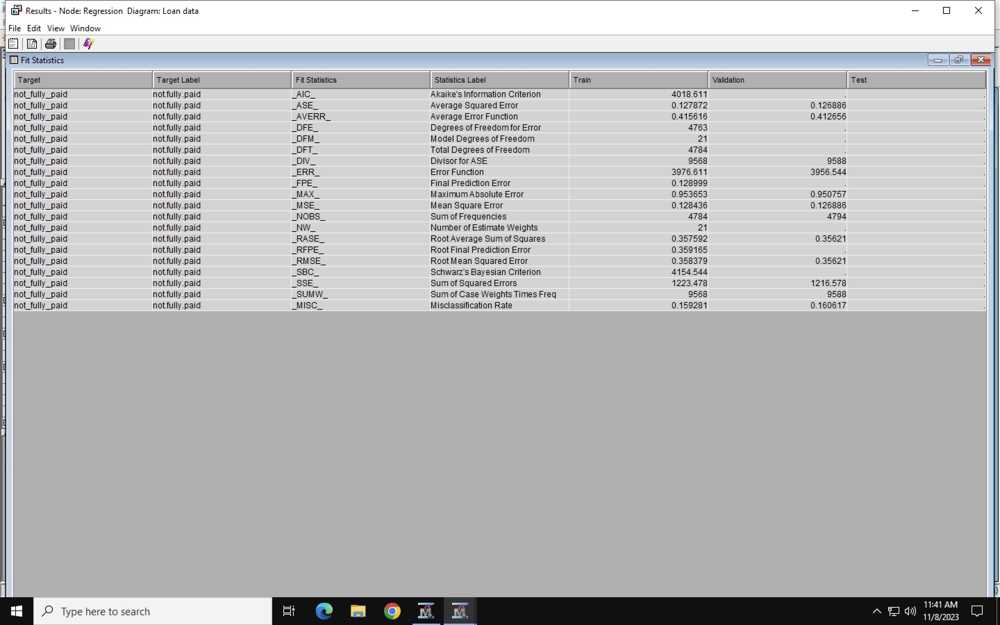 Results - Node: Regression  Diagram: Loan data
File Edit View Window
Fit Statistics
Target Target Label Fit Statistics Statistics Label Train Validation Test
not_fully_paid not.fully.paid _AIC_ Akaike's Information Criterion 4018.611 . .
not_fully_paid not.fully.paid _ASE_ Average Squared Error 0.127872 0.126886 .
not_fully_paid not.fully.paid _AVERR_ Average Error Function 0.415616 0.412656 .
not_fully_paid not.fully.paid _DFE_ Degrees of Freedom for Error 4763 . .
not_fully_paid not.fully.paid _DFM_ Model Degrees of Freedom 21 . .
not_fully_paid not.fully.paid _DFT_ Total Degrees of Freedom 4784 . .
not_fully_paid not.fully.paid _DIV_ Divisor for ASE 9568 9588 .
not_fully_paid not.fully.paid _ERR_ Error Function 3976.611 3956.544 .
not_fully_paid not.fully.paid _FPE_ Final Prediction Error 0.128999 . .
not_fully_paid not.fully.paid _MAX_ Maximum Absolute Error 0.953653 0.950757 .
not_fully_paid not.fully.paid _MSE_ Mean Square Error 0.128436 0.126886 .
not_fully_paid not.fully.paid _NOBS_ Sum of Frequencies 4784 4794 .
not_fully_paid not.fully.paid _NW_ Number of Estimate Weights 21 . .
not_fully_paid not.fully.paid _RASE_ Root Average Sum of Squares 0.357592 0.35621 .
not_fully_paid not.fully.paid _RFPE_ Root Final Prediction Error 0.359165 . .
not_fully_paid not.fully.paid _RMSE_ Root Mean Squared Error 0.358379 0.35621 .
not_fully_paid not.fully.paid _SBC_ Schwarz's Bayesian Criterion 4154.544 . .
not_fully_paid not.fully.paid _SSE_ Sum of Squared Errors 1223.478 1216.578 .
not_fully_paid not.fully.paid _SUMW_ Sum of Case Weights Times Freq 9568 9588 .
not_fully_paid not.fully.paid _MISC_ Misclassification Rate 0.159281 0.160617 .
Type here to search
11:41 AM
11/8/2023